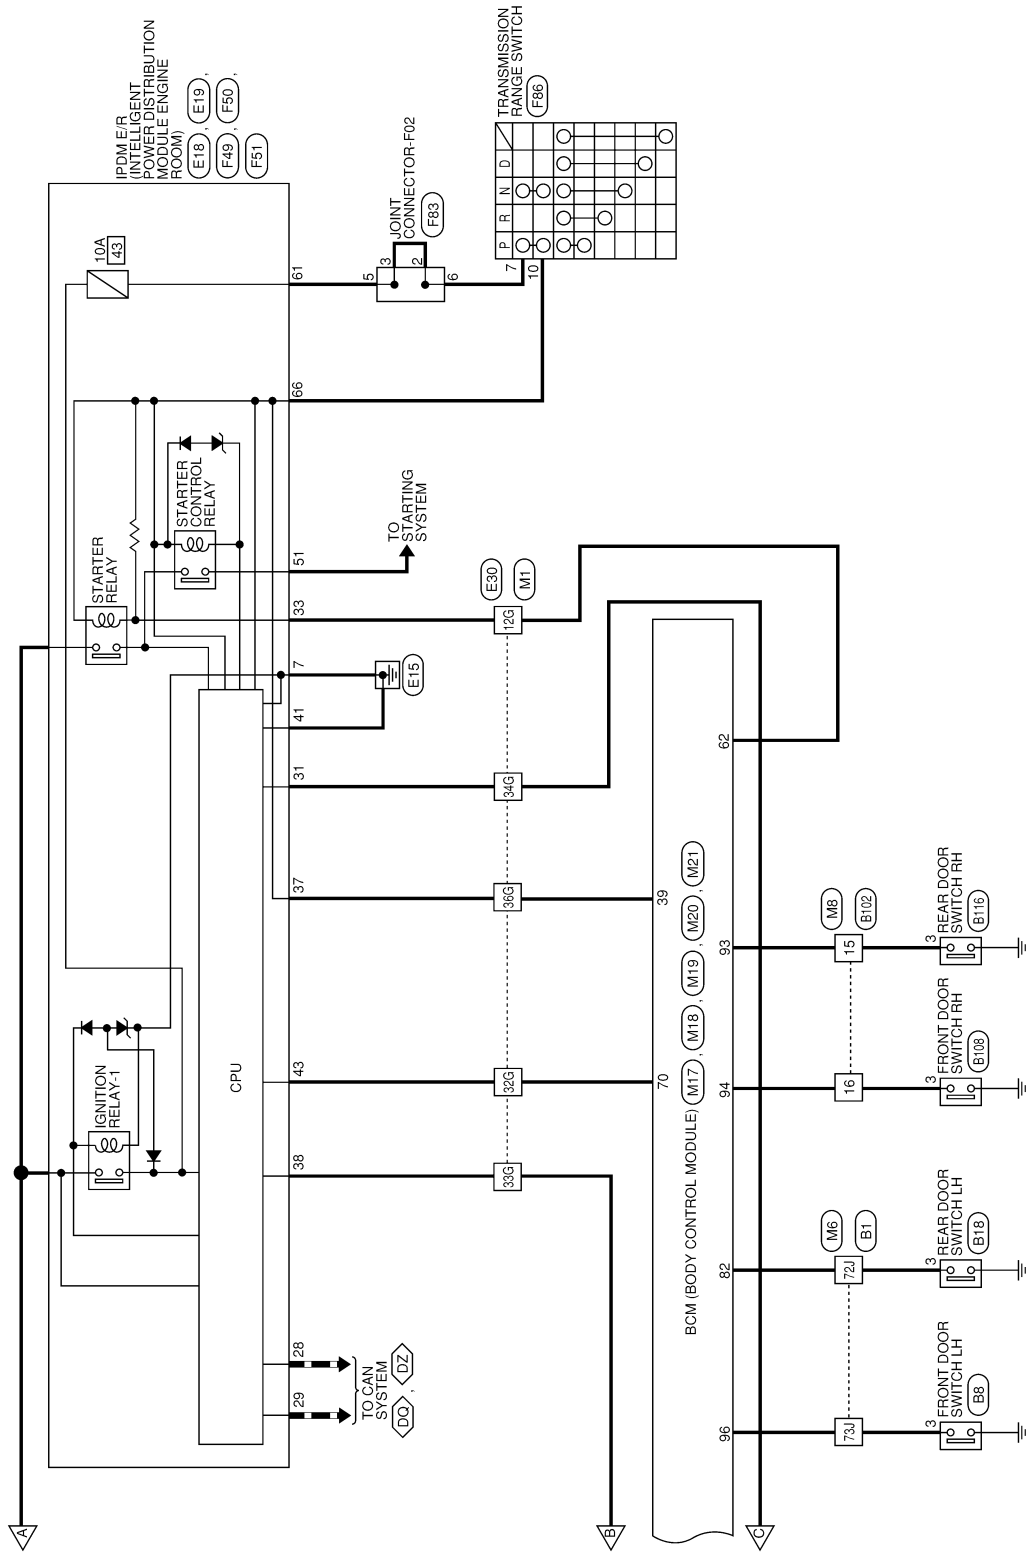 IPDM E/R
(INTELLIGENT
POWER DISTRIBUTION
MODULE ENGINE
ROOM)
E18 , E19 ,
F49 , F50 ,
F51
TRANSMISSION
RANGE SWITCH
F86
P R N D
7
10
10A
43
JOINT
CONNECTOR-F02
F83
5 3
2 6
61
66
STARTER
RELAY
STARTER
CONTROL
RELAY
TO
STARTING
SYSTEM
51
33
7
41
31
37
43
38
28
29
E15
E30
M1
12G
34G
36G
32G
33G
IGNITION
RELAY-1
CPU
TO CAN
SYSTEM
DQ , DZ
62
39
93
70
94
82
96
BCM (BODY CONTROL MODULE) M17 , M18 , M19 , M20 , M21
M8
B102
15
16
M6
B1
72J
73J
3
REAR DOOR
SWITCH RH
B116
3
FRONT DOOR
SWITCH RH
B108
3
REAR DOOR
SWITCH LH
B18
3
FRONT DOOR
SWITCH LH
B8
A
B
C